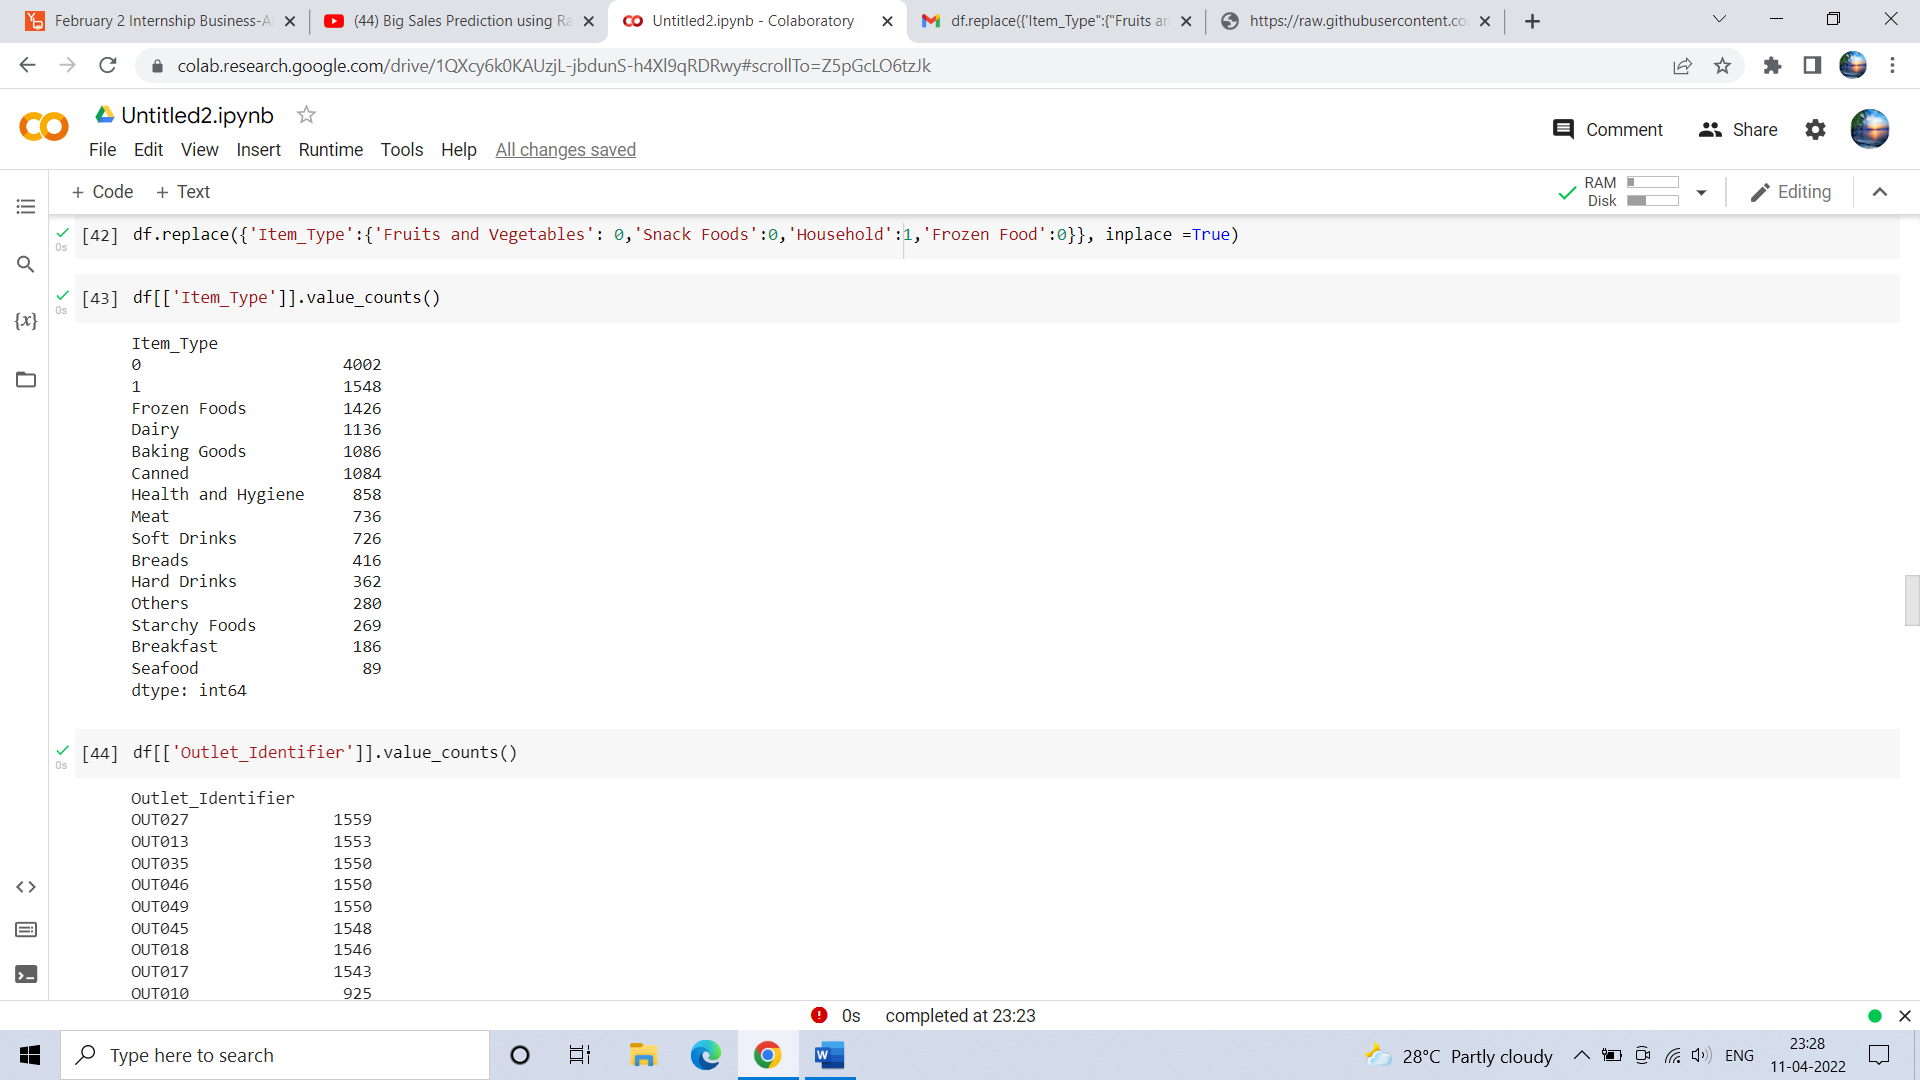 February 2 Internship Business-A
(44) Big Sales Prediction using Ra
Untitled2.ipynb - Colaboratory
df.replace({'Item_Type':{"Fruits an
https://raw.githubusercontent.co
colab.research.google.com/drive/1QXcy6k0KAUzjL-jbdunS-h4Xl9qRDRwy#scrollTo=Z5pGcLO6tzJk
Untitled2.ipynb
Comment
Share
File Edit View Insert Runtime Tools Help All changes saved
+ Code + Text
RAM
Disk
Editing
[42] df.replace({'Item_Type':{'Fruits and Vegetables': 0,'Snack Foods':0,'Household':1,'Frozen Food':0}}, inplace =True)
0s
[43] df[['Item_Type']].value_counts()
0s
{x}
Item_Type
0 4002
1 1548
Frozen Foods 1426
Dairy 1136
Baking Goods 1086
Canned 1084
Health and Hygiene 858
Meat 736
Soft Drinks 726
Breads 416
Hard Drinks 362
Others 280
Starchy Foods 269
Breakfast 186
Seafood 89
dtype: int64
[44] df[['Outlet_Identifier']].value_counts()
0s
Outlet_Identifier
OUT027 1559
OUT013 1553
OUT035 1550
OUT046 1550
OUT049 1550
OUT045 1548
OUT018 1546
OUT017 1543
OUT010 925
0s completed at 23:23
Type here to search
28°C Partly cloudy
ENG
23:28
11-04-2022